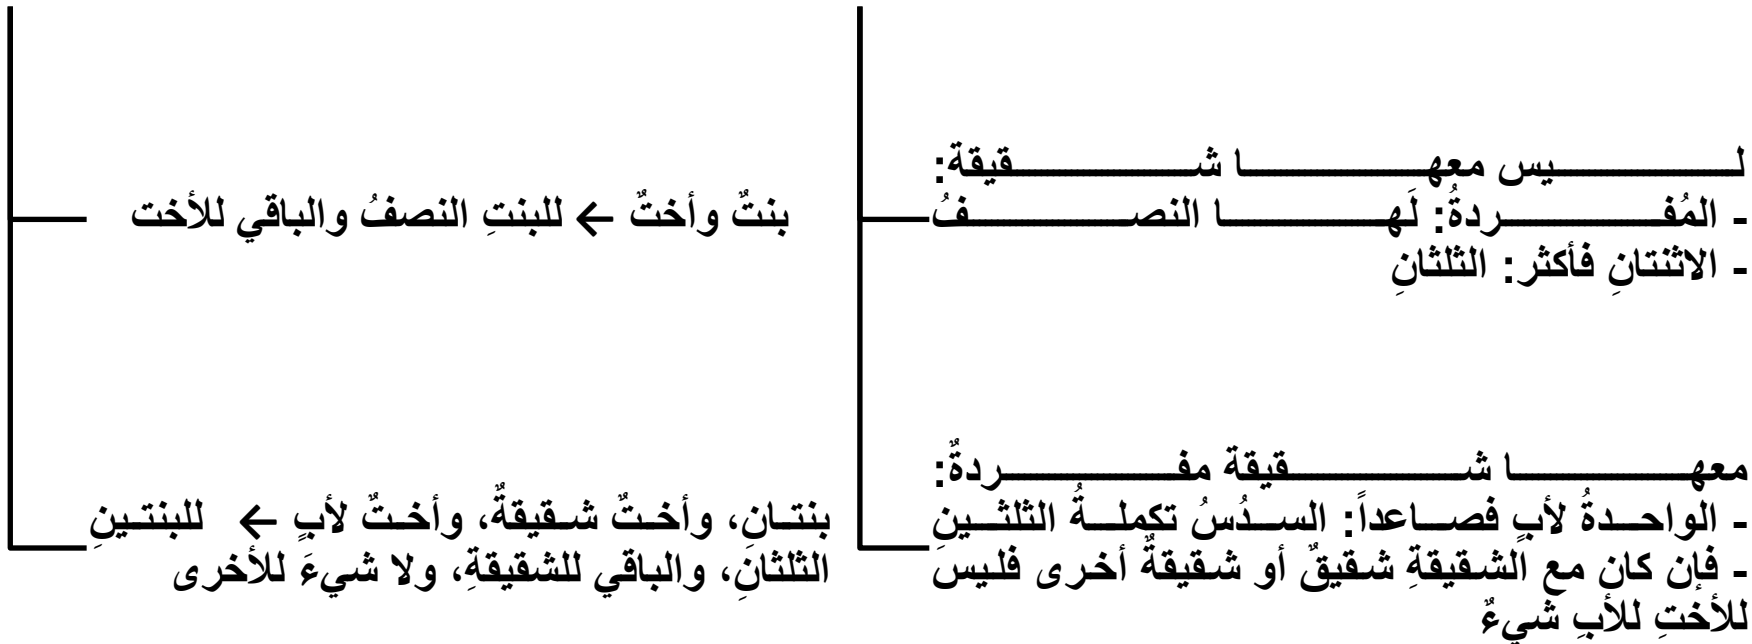 ليس معها شقيقة:
- المُفردةُ: لَها النصفُ
- الاثنتانِ فأكثر: الثلثانِ
بنتٌ وأختٌ ← للبنتِ النصفُ والباقي للأخت
معها شقيقة مفردةٌ:
- الواحدةُ لأبٍ فصاعداً: السدُسُ تكملةُ الثلثينِ
- فإن كان مع الشقيقةِ شقيقٌ أو شقيقةٌ أخرى فليس
للأختِ للأبِ شيءٌ
بنتانِ، وأختٌ شقيقةٌ، وأختٌ لأبٍ ← للبنتينِ
الثلثانِ، والباقي للشقيقةِ، ولا شيءَ للأخرى